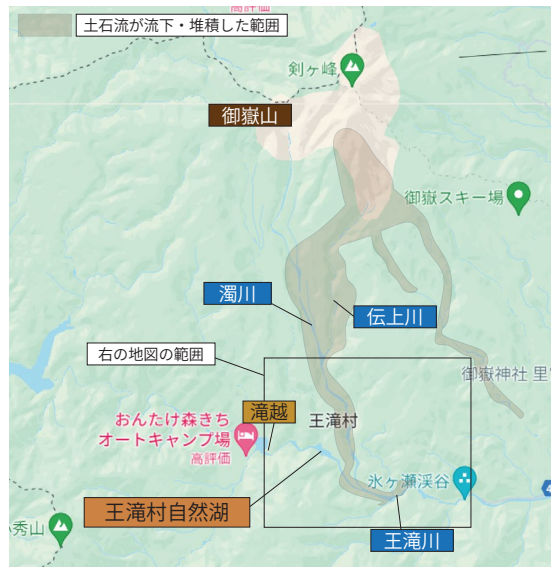 高評価
土石流が流下・堆積した範囲
剣ヶ峰
御嶽山
御嶽スキー場
濁川
伝上川
右の地図の範囲
御嶽神社 里宮
滝越
王滝村
おんたけ森きち
オートキャンプ場
高評価
氷ヶ瀬渓谷
王滝村自然湖
小秀山
王滝川